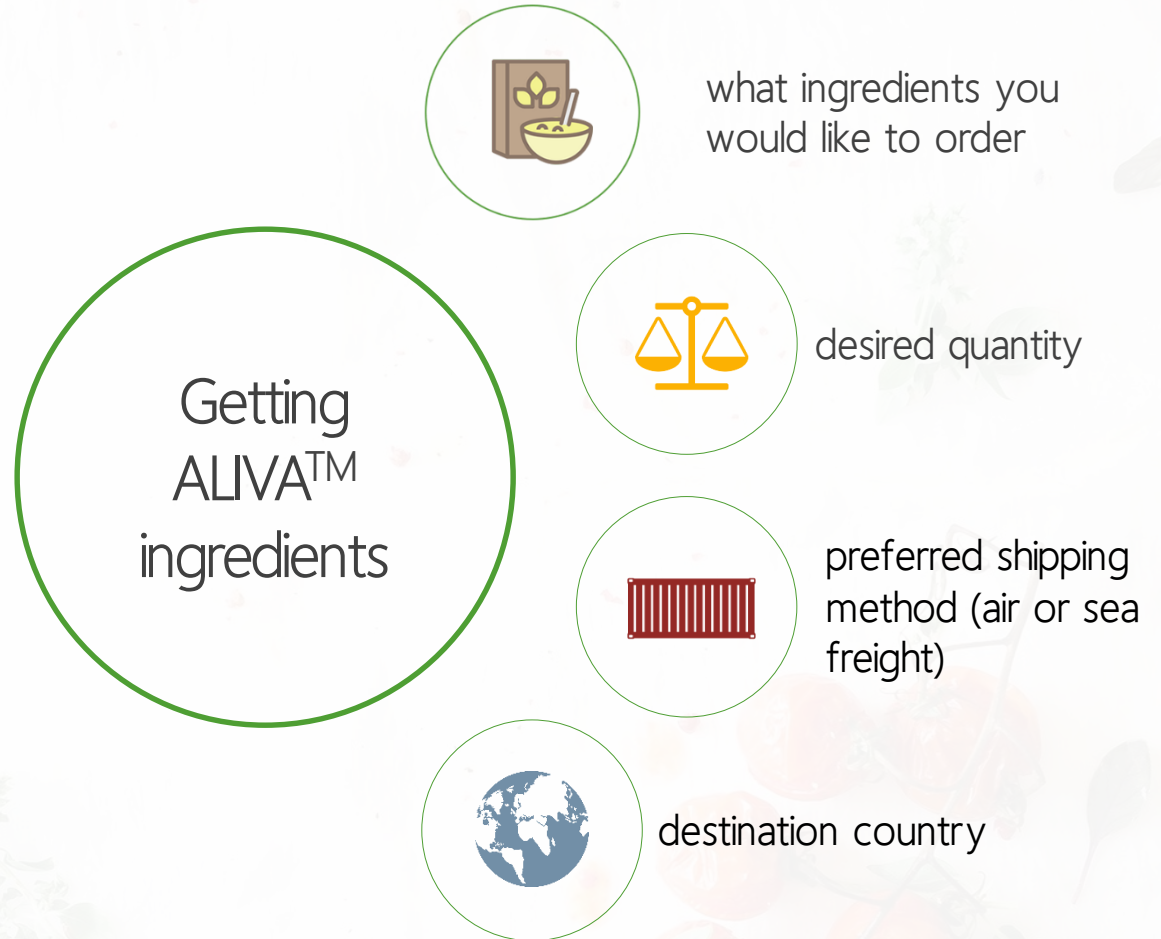 what ingredients you
would like to order
desired quantity
Getting
ALIVA™
ingredients
preferred shipping
method (air or sea
freight)
destination country